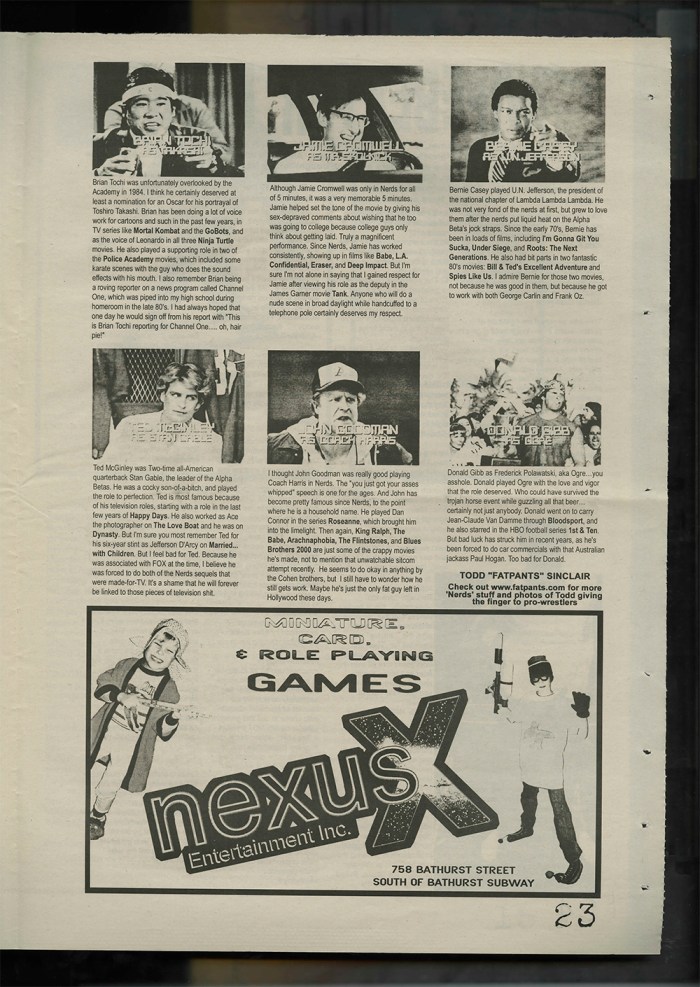 BRIAN TOCHI
AS TAKASHI
Brian Tochi was unfortunately overlooked by the
Academy in 1984. I think he certainly deserved at
least a nomination for an Oscar for his portrayal of
Toshiro Takashi. Brian has been doing a lot of voice
work for cartoons and such in the past few years, in
TV series like Mortal Kombat and the GoBots, and
as the voice of Leonardo in all three Ninja Turtle
movies. He also played a supporting role in two of
the Police Academy movies, which included some
karate scenes with the guy who does the sound
effects with his mouth. I also remember Brian being
a roving reporter on a news program called Channel
One, which was piped into my high school during
homeroom in the late 80's. I had always hoped that
one day he would sign off from his report with "This
is Brian Tochi reporting for Channel One.... oh, hair
pie!"
JAMIE CROMWELL
AS MR. SKOLNICK
Although Jamie Cromwell was only in Nerds for all
of 5 minutes, it was a very memorable 5 minutes.
Jamie helped set the tone of the movie by giving his
sex-depraved comments about wishing that he too
was going to college because college guys only
think about getting laid. Truly a magnificent
performance. Since Nerds, Jamie has worked
consistently, showing up in films like Babe, L.A.
Confidential, Eraser, and Deep Impact. But I'm
sure I'm not alone in saying that I gained respect for
Jamie after viewing his role as the deputy in the
James Garner movie Tank. Anyone who will do a
nude scene in broad daylight while handcuffed to a
telephone pole certainly deserves my respect.
BERNIE CASEY
AS U.N. JEFFERSON
Bernie Casey played U.N. Jefferson, the president of
the national chapter of Lambda Lambda Lambda. He
was not very fond of the nerds at first, but grew to love
them after the nerds put liquid heat on the Alpha
Beta's jock straps. Since the early 70's, Bernie has
been in loads of films, including I'm Gonna Git You
Sucka, Under Siege, and Roots: The Next
Generations. He also had bit parts in two fantastic
80's movies: Bill & Ted's Excellent Adventure and
Spies Like Us. I admire Bernie for those two movies,
not because he was good in them, but because he got
to work with both George Carlin and Frank Oz.
TED McGINLEY
AS STAN GABLE
Ted McGinley was Two-time all-American
quarterback Stan Gable, the leader of the Alpha
Betas. He was a cocky son-of-a-bitch, and played
the role to perfection. Ted is most famous because
of his television roles, starting with a role in the last
few years of Happy Days. He also worked as Ace
the photographer on The Love Boat and he was on
Dynasty. But I'm sure you most remember Ted for
his six-year stint as Jefferson D'Arcy on Married...
with Children. But I feel bad for Ted. Because he
was associated with FOX at the time, I believe he
was forced to do both of the Nerds sequels that
were made-for-TV. It's a shame that he will forever
be linked to those pieces of television shit.
JOHN GOODMAN
AS COACH HARRIS
I thought John Goodman was really good playing
Coach Harris in Nerds. The "you just got your asses
whipped" speech is one for the ages. And John has
become pretty famous since Nerds, to the point
where he is a household name. He played Dan
Connor in the series Roseanne, which brought him
into the limelight. Then again, King Ralph, The
Babe, Arachnophobia, The Flintstones, and Blues
Brothers 2000 are just some of the crappy movies
he's made, not to mention that unwatchable sitcom
attempt recently. He seems to do okay in anything by
the Cohen brothers, but I still have to wonder how he
still gets work. Maybe he's just the only fat guy left in
Hollywood these days.
DONALD GIBB
AS OGRE
Donald Gibb as Frederick Polawatski, aka Ogre...you
asshole. Donald played Ogre with the love and vigor
that the role deserved. Who could have survived the
trojan horse event while guzzling all that beer....
certainly not just anybody. Donald went on to carry
Jean-Claude Van Damme through Bloodsport, and
he also starred in the HBO football series 1st & Ten.
But bad luck has struck him in recent years, as he's
been forced to do car commercials with that Australian
jackass Paul Hogan. Too bad for Donald.
TODD "FATPANTS" SINCLAIR
Check out www.fatpants.com for more
'Nerds' stuff and photos of Todd giving
the finger to pro-wrestlers
MINIATURE,
CARD,
& ROLE PLAYING
GAMES
nexus X
Entertainment Inc.
758 BATHURST STREET
SOUTH OF BATHURST SUBWAY
23